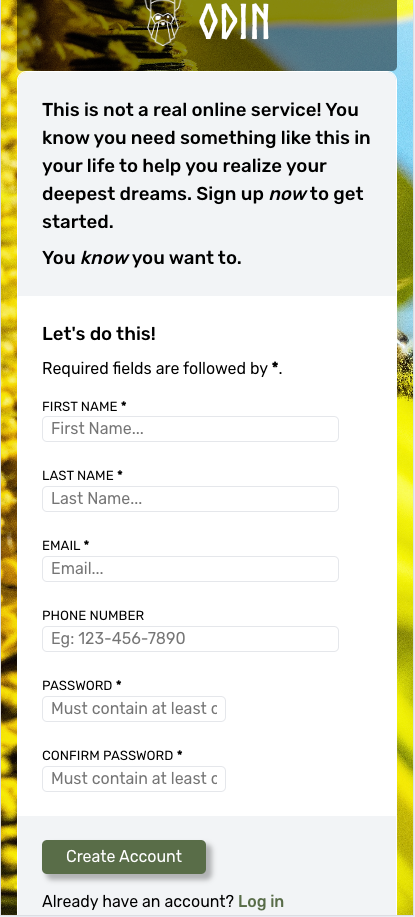 ODIN
This is not a real online service! You
know you need something like this in
your life to help you realize your
deepest dreams. Sign up now to get
started.
You know you want to.
Let's do this!
Required fields are followed by *.
FIRST NAME *
First Name...
LAST NAME *
Last Name...
EMAIL *
Email...
PHONE NUMBER
Eg: 123-456-7890
PASSWORD *
Must contain at least c
CONFIRM PASSWORD *
Must contain at least c
Create Account
Already have an account? Log in